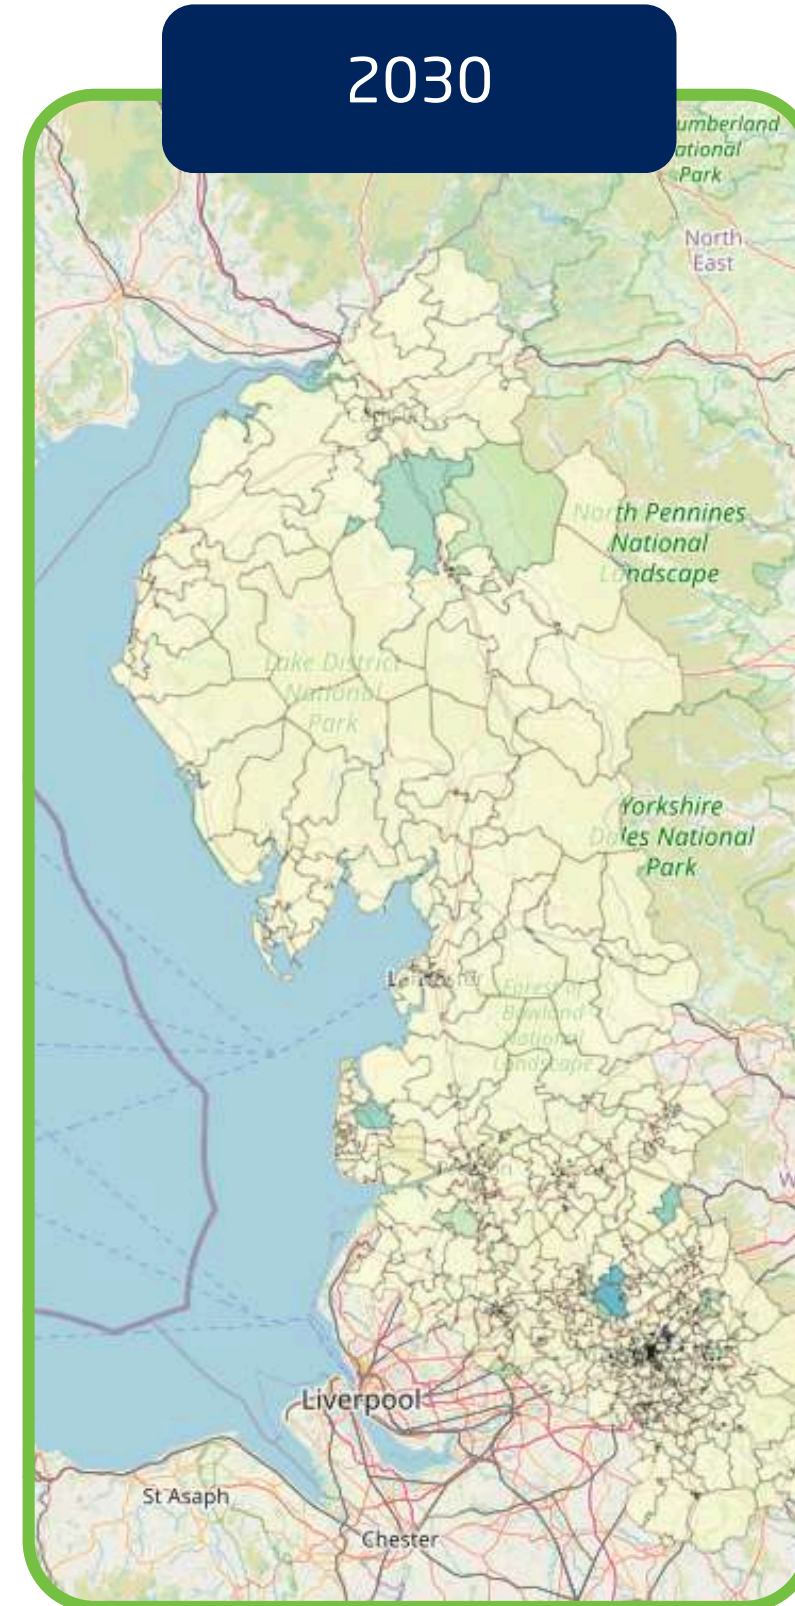 2030
umberland
ational
Park
North
East
North Pennines
National
Landscape
Lake District
National
Park
Yorkshire
Dales National
Park
Lancaster
Forest of
Bowland
National
Landscape
W
Liverpool
St Asaph
Chester